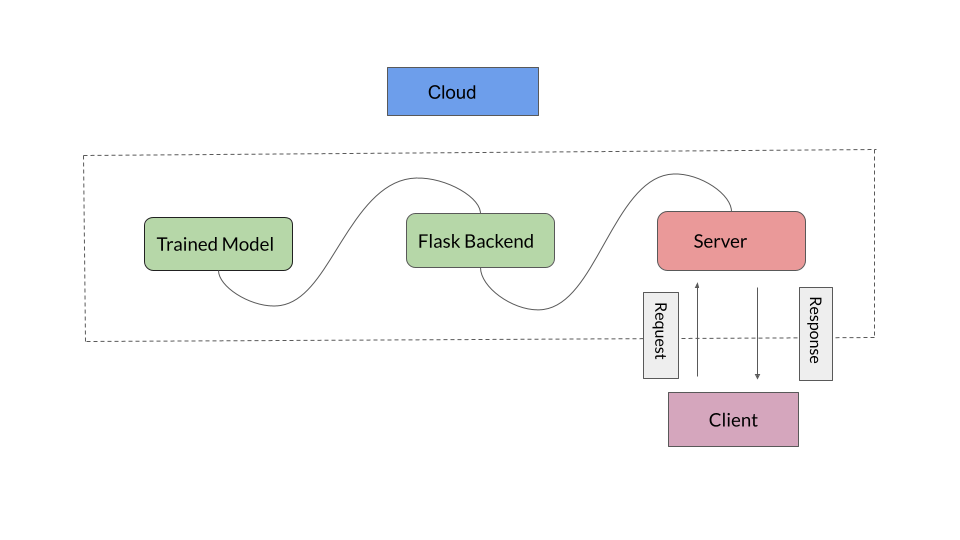 Cloud
Trained Model
Flask Backend
Server
Request
Response
Client